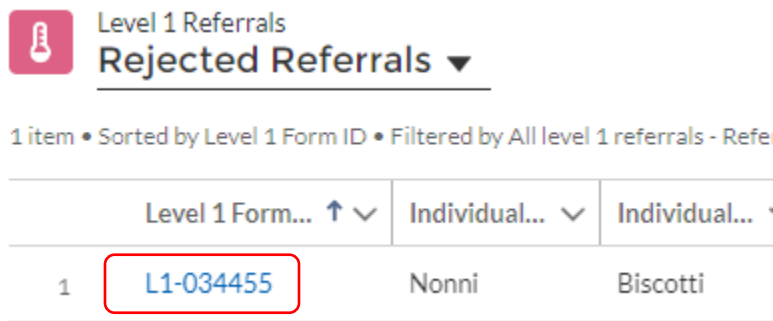 Level 1 Referrals
Rejected Referrals
1 item • Sorted by Level 1 Form ID • Filtered by All level 1 referrals -
Level 1 Form... Individual... Individual...
1 L1-034455 Nonni Biscotti